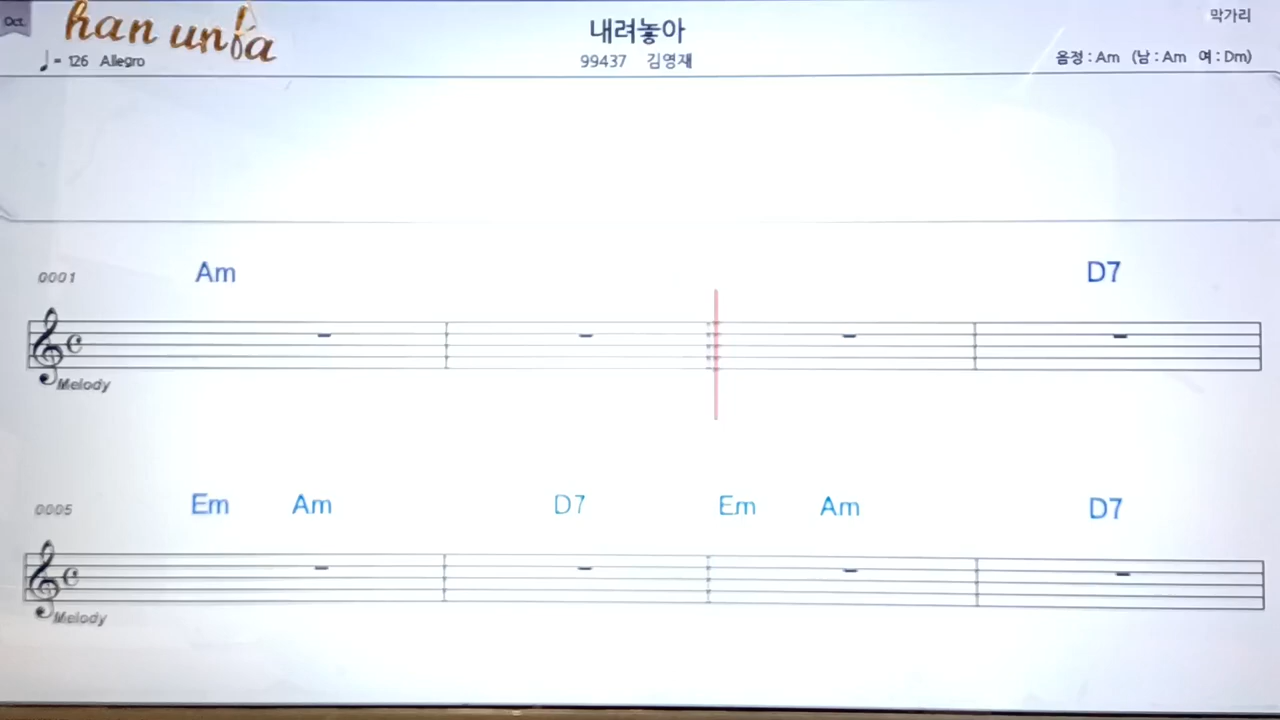 Oct.
han unfa
내려놓아
막가리
♩= 126 Allegro
99437 김영재
음정 : Am (남 : Am 여 : Dm)
0001 Am D7
Melody
0005 Em Am D7 Em Am D7
Melody